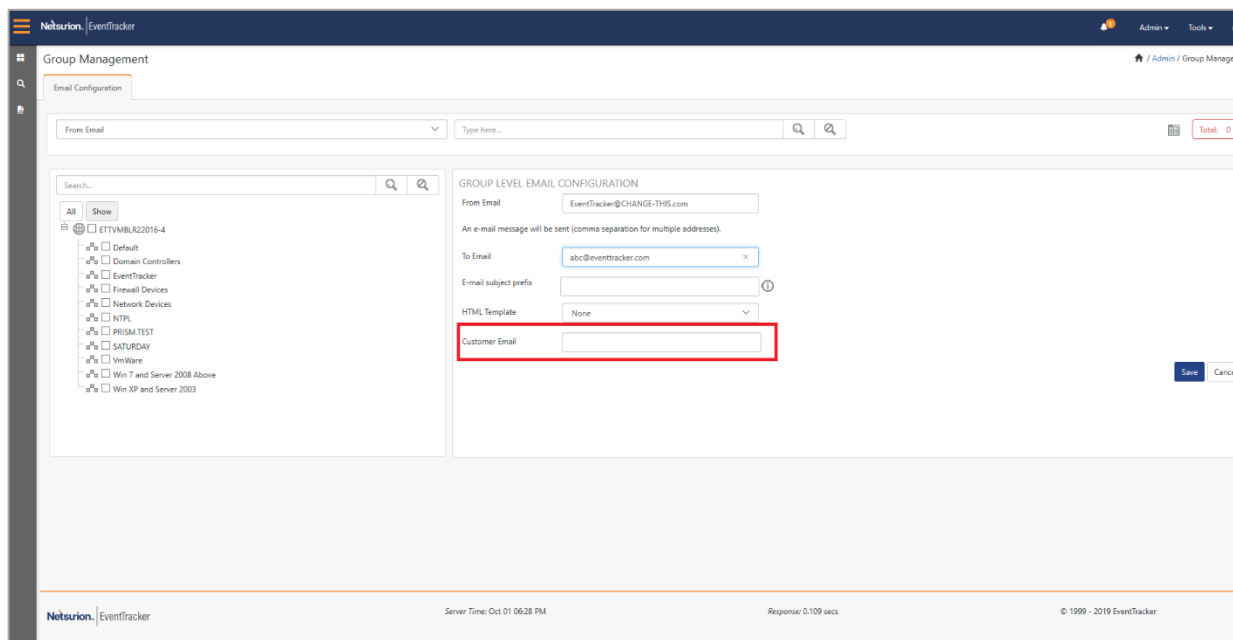 Netsurion. EventTracker
1
Admin
Tools
Group Management
/ Admin / Group Manage
Email Configuration
From Email
Type here...
Total: 0
Search...
All
Show
ETTVMBLR22016-4
Default
Domain Controllers
EventTracker
Firewall Devices
Network Devices
NTPL
PRISM.TEST
SATURDAY
VmWare
Win 7 and Server 2008 Above
Win XP and Server 2003
GROUP LEVEL EMAIL CONFIGURATION
From Email
EventTracker@CHANGE-THIS.com
An e-mail message will be sent (comma separation for multiple addresses).
To Email
abc@eventtracker.com
E-mail subject prefix
HTML Template
None
Customer Email
Save
Cance
Netsurion. EventTracker
Server Time: Oct 01 06:28 PM
Response: 0.109 secs
© 1999 - 2019 EventTracker